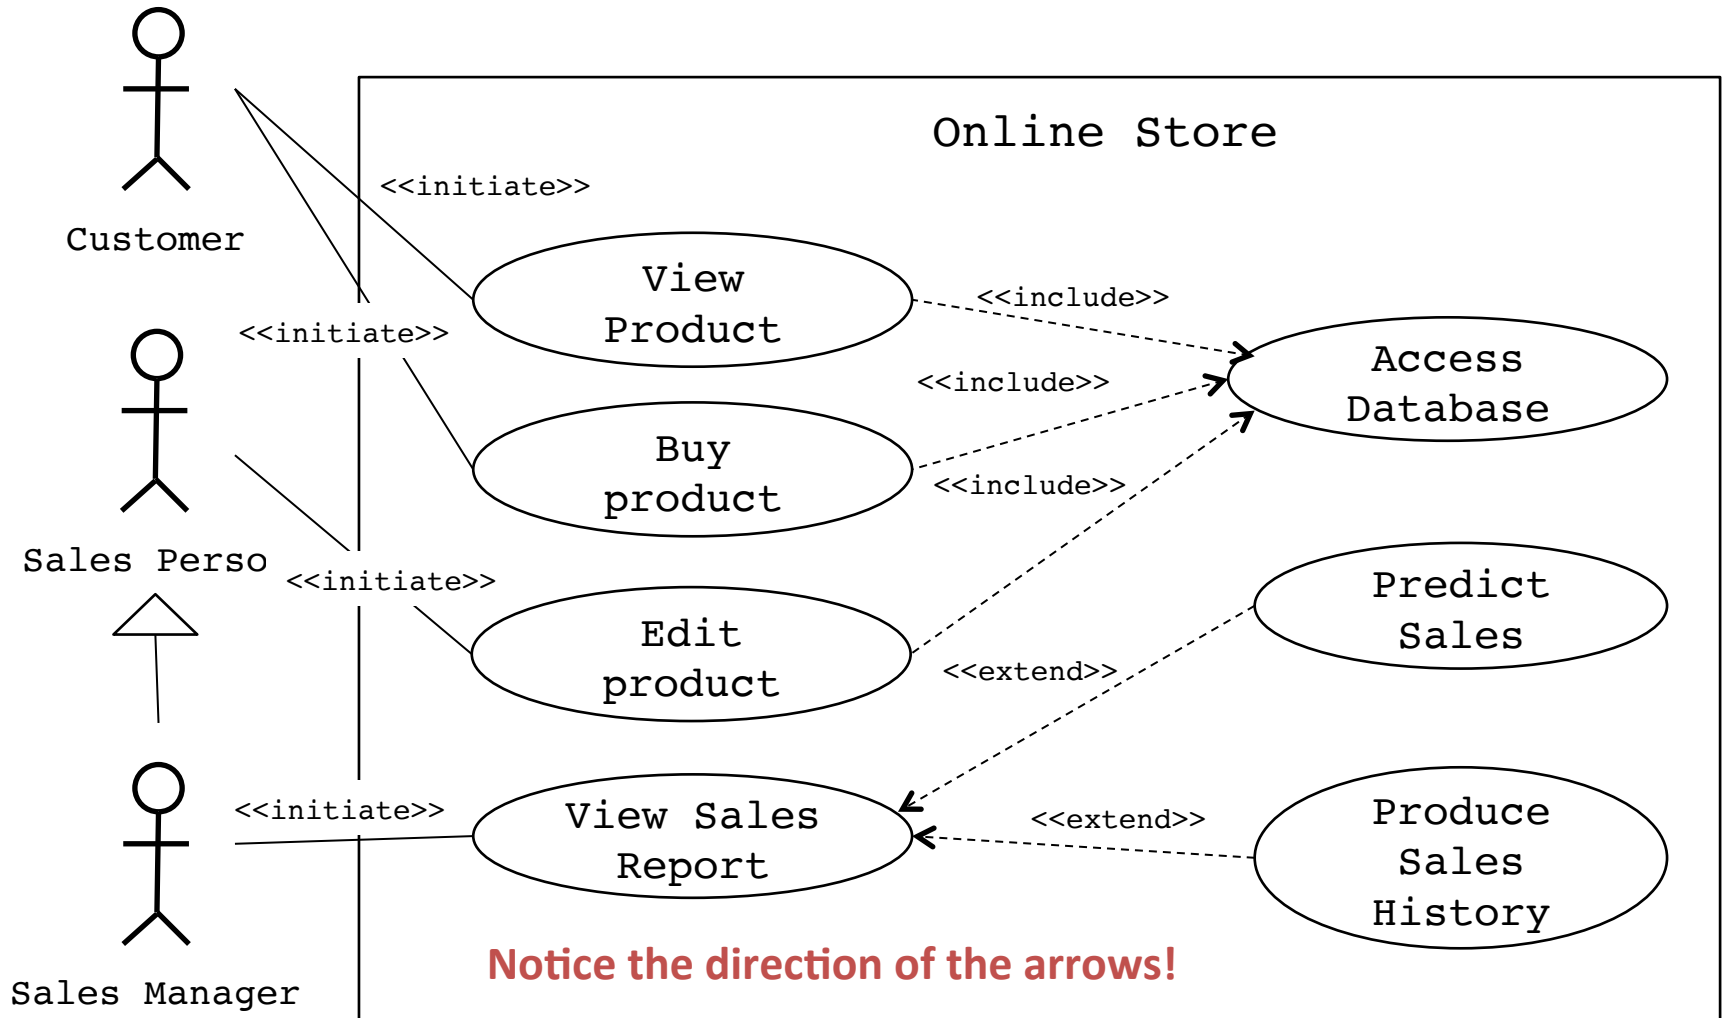 Online Store
<<initiate>>
Customer
View
Product
<<include>>
<<initiate>>
Access
Database
<<include>>
Buy
product
<<include>>
Sales Perso
<<initiate>>
Predict
Sales
Edit
product
<<extend>>
<<initiate>>
View Sales
Report
<<extend>>
Produce
Sales
History
Notice the direction of the arrows!
Sales Manager